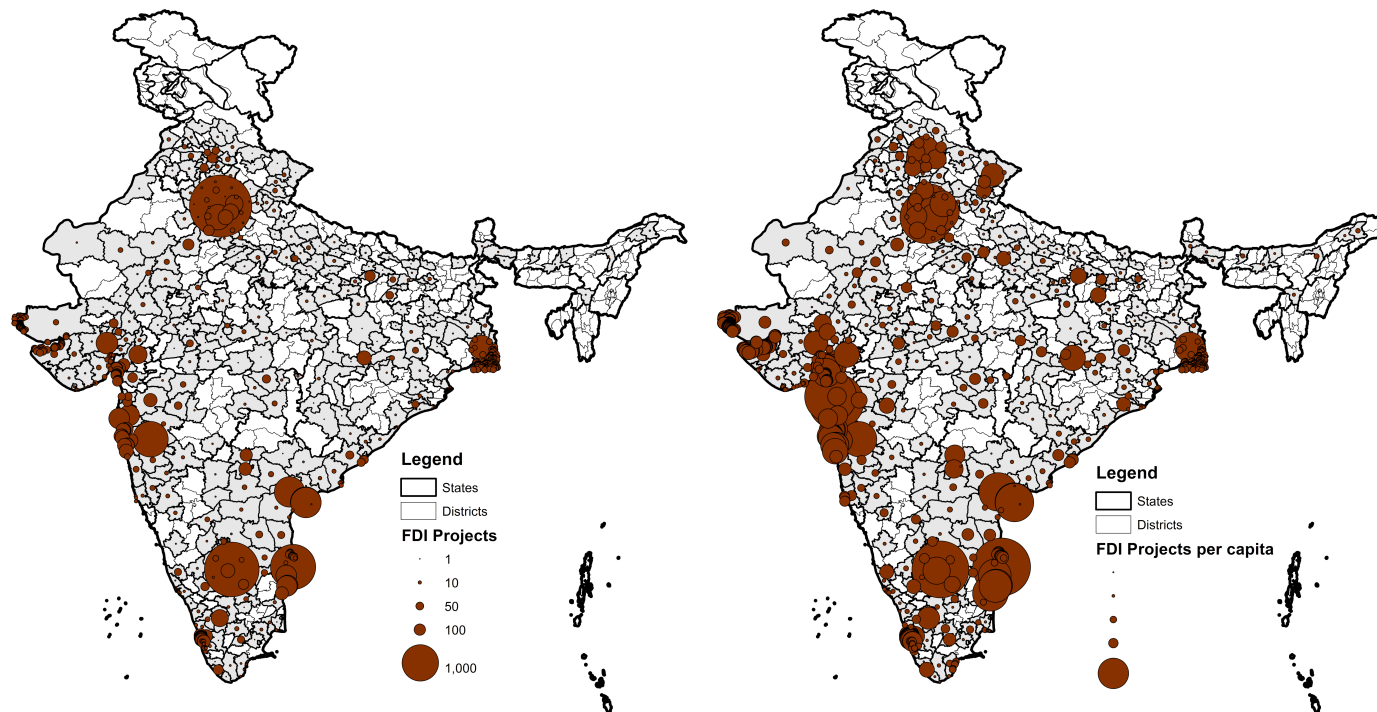 Legend
States
Districts
FDI Projects
1
10
50
100
1,000
Legend
States
Districts
FDI Projects per capita